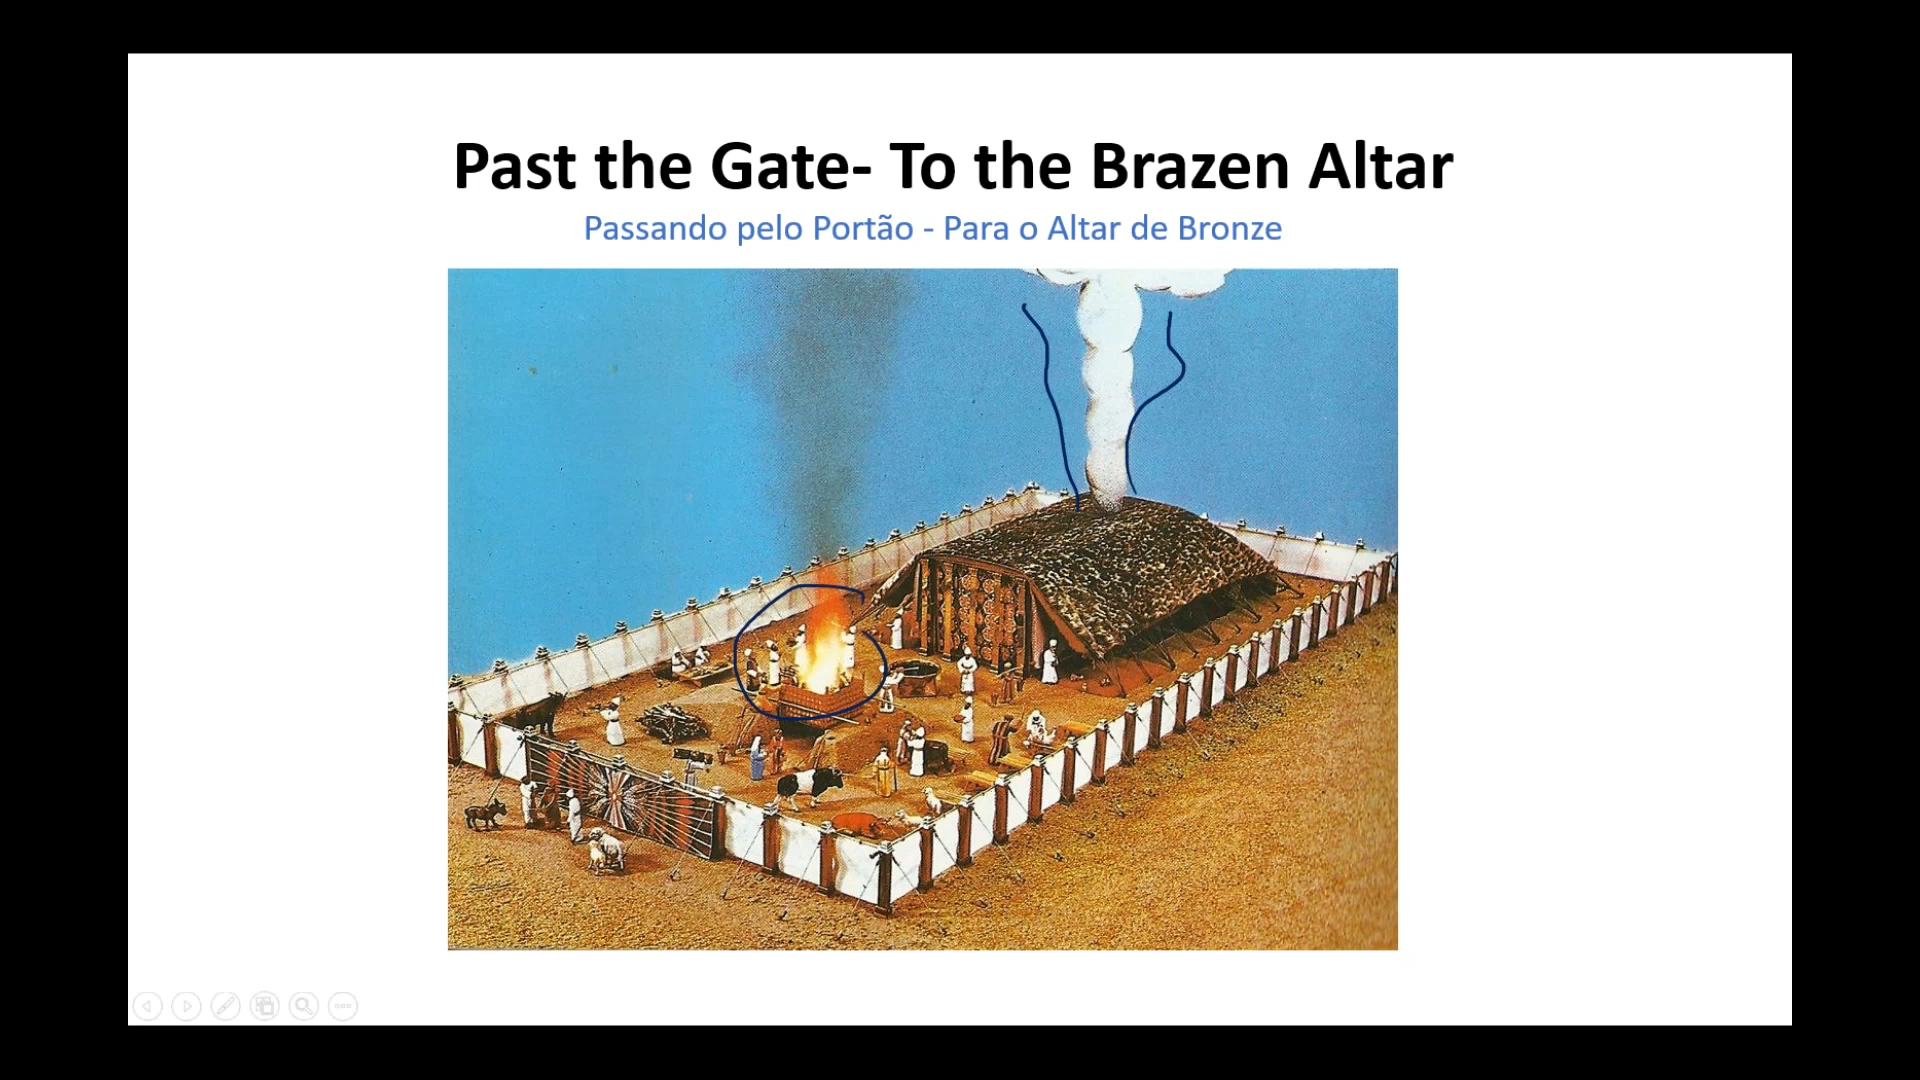 Past the Gate- To the Brazen Altar
Passando pelo Portão - Para o Altar de Bronze